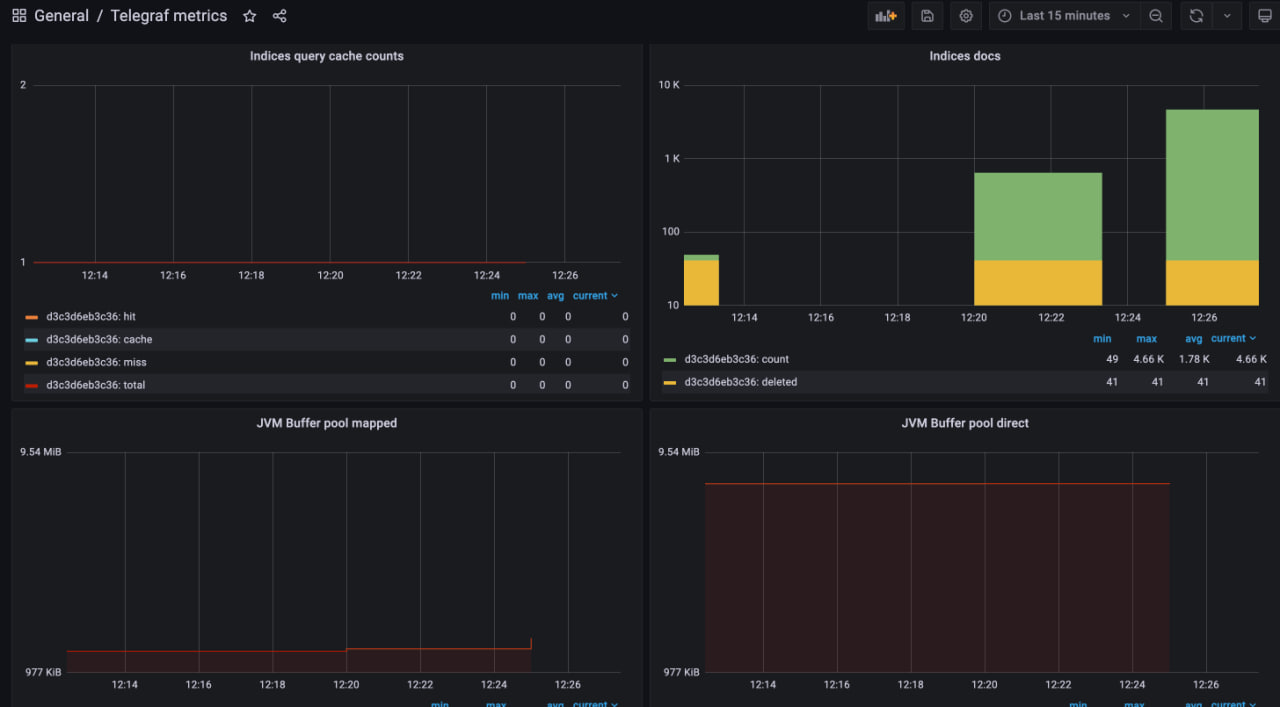 General / Telegraf metrics
Last 15 minutes
Indices query cache counts
2
1
12:14 12:16 12:18 12:20 12:22 12:24 12:26
min max avg current
d3c3d6eb3c36: hit 0 0 0 0
d3c3d6eb3c36: cache 0 0 0 0
d3c3d6eb3c36: miss 0 0 0 0
d3c3d6eb3c36: total 0 0 0 0
Indices docs
10 K
1 K
100
10
12:14 12:16 12:18 12:20 12:22 12:24 12:26
min max avg current
d3c3d6eb3c36: count 49 4.66 K 1.78 K 4.66 K
d3c3d6eb3c36: deleted 41 41 41 41
JVM Buffer pool mapped
9.54 MiB
977 KiB
12:14 12:16 12:18 12:20 12:22 12:24 12:26
min max avg current
JVM Buffer pool direct
9.54 MiB
977 KiB
12:14 12:16 12:18 12:20 12:22 12:24 12:26
min max avg current